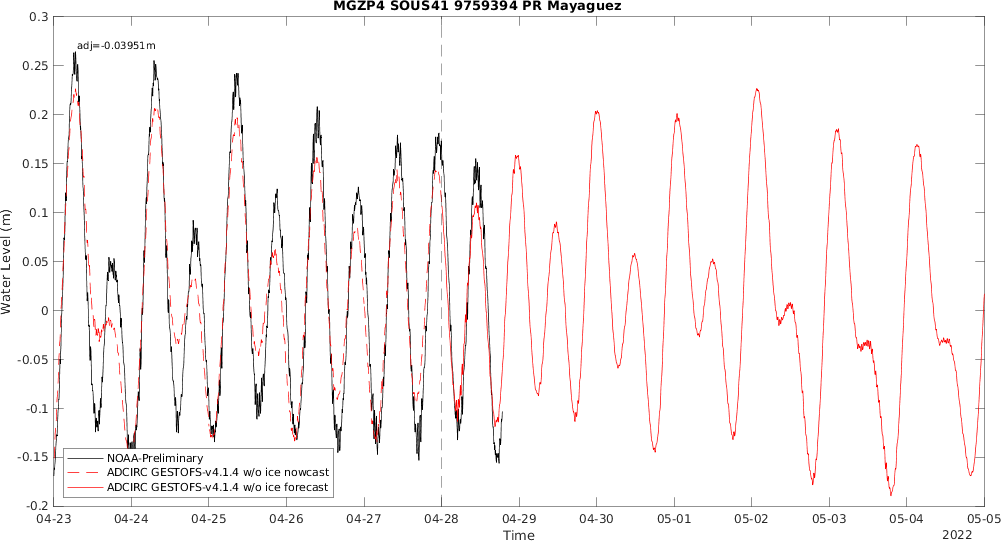 MGZP4 SOUS41 9759394 PR Mayaguez
adj=-0.03951m
Water Level (m)
0.3
0.25
0.2
0.15
0.1
0.05
0
-0.05
-0.1
-0.15
-0.2
NOAA-Preliminary
ADCIRC GESTOFS-v4.1.4 w/o ice nowcast
ADCIRC GESTOFS-v4.1.4 w/o ice forecast
04-23 04-24 04-25 04-26 04-27 04-28 04-29 04-30 05-01 05-02 05-03 05-04 05-05
Time
2022